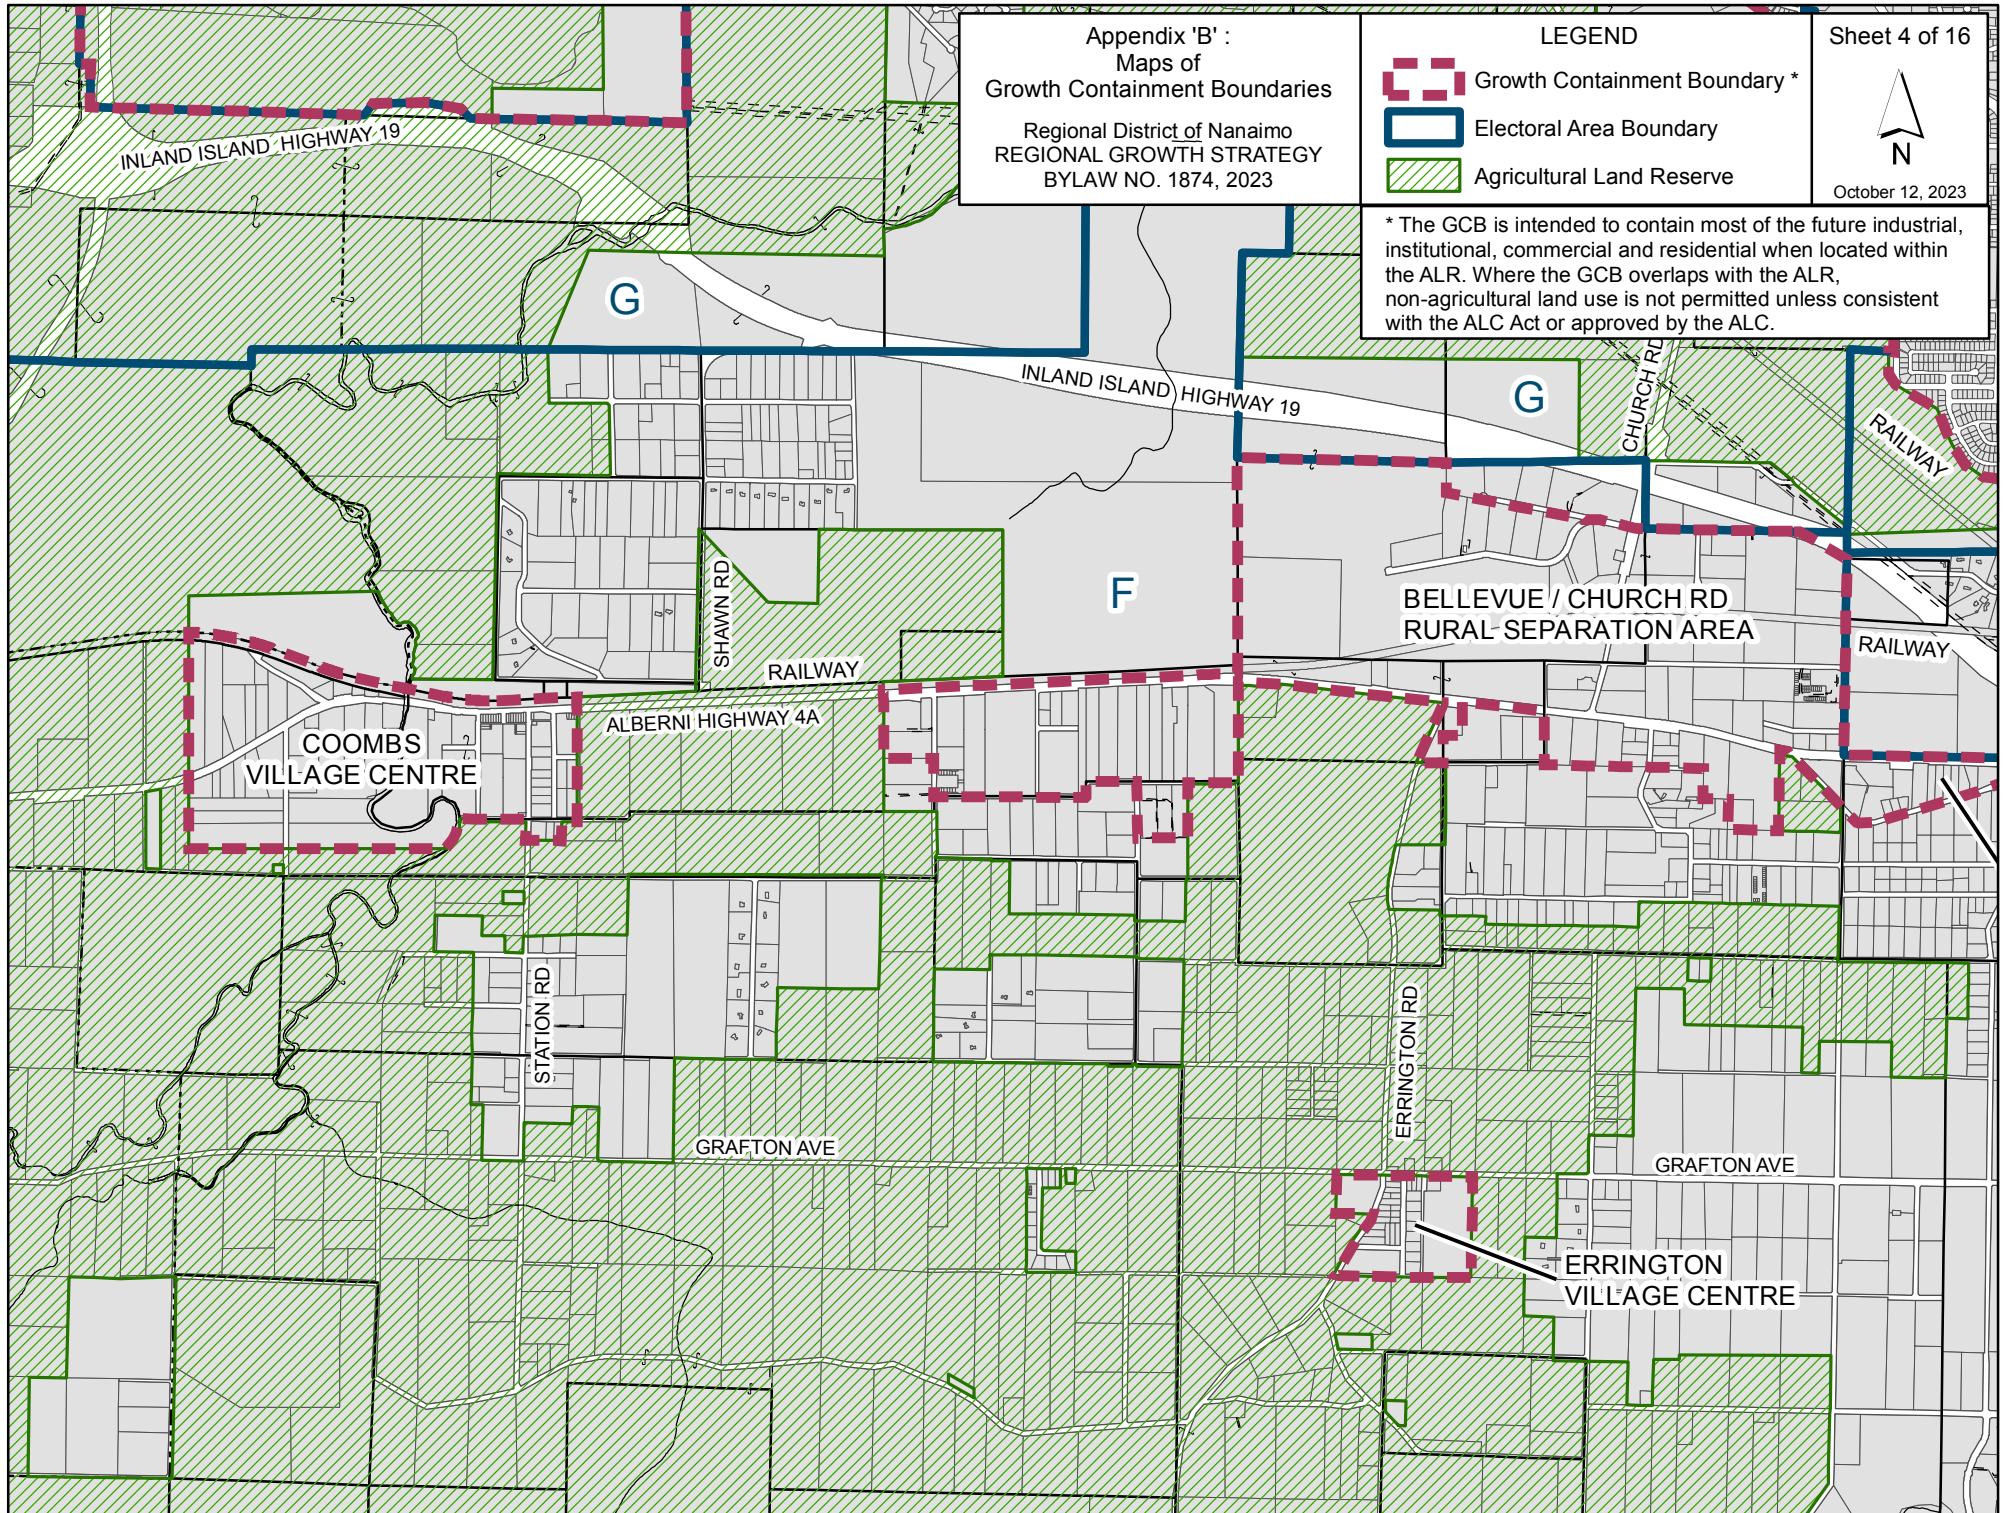 Appendix 'B' :
Maps of
Growth Containment Boundaries
Regional District of Nanaimo
REGIONAL GROWTH STRATEGY
BYLAW NO. 1874, 2023
LEGEND
Growth Containment Boundary *
Electoral Area Boundary
Agricultural Land Reserve
Sheet 4 of 16
N
October 12, 2023
* The GCB is intended to contain most of the future industrial,
institutional, commercial and residential when located within
the ALR. Where the GCB overlaps with the ALR,
non-agricultural land use is not permitted unless consistent
with the ALC Act or approved by the ALC.
INLAND ISLAND HIGHWAY 19
G
INLAND ISLAND HIGHWAY 19
G
CHURCH RD
RAILWAY
SHAWN RD
F
BELLEVUE / CHURCH RD
RURAL SEPARATION AREA
RAILWAY
RAILWAY
ALBERNI HIGHWAY 4A
COOMBS
VILLAGE CENTRE
STATION RD
ERRINGTON RD
GRAFTON AVE
GRAFTON AVE
ERRINGTON
VILLAGE CENTRE